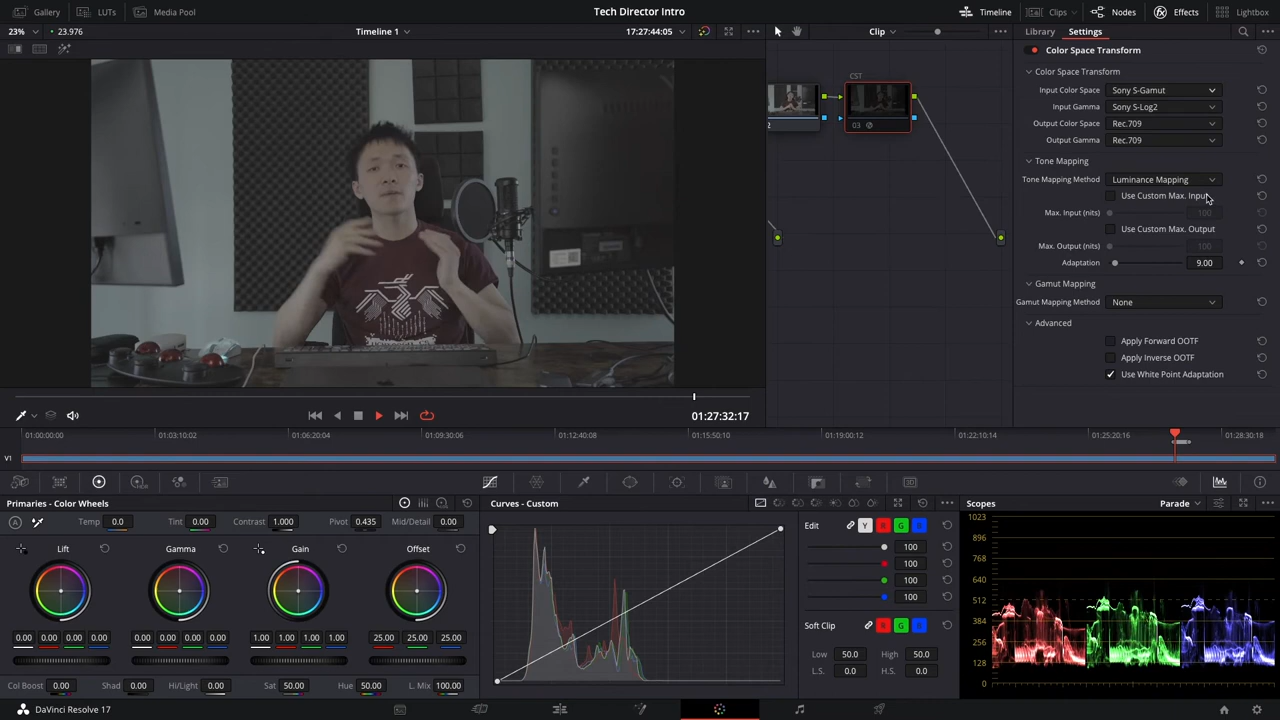 Gallery LUTs Media Pool Tech Director Intro Timeline Clips Nodes Effects Lightbox
23% 23.976 Timeline 1 17:27:44:05 Clip Library Settings
Color Space Transform
CST
03
2
Color Space Transform
Input Color Space Sony S-Gamut
Input Gamma Sony S-Log2
Output Color Space Rec.709
Output Gamma Rec.709
Tone Mapping
Tone Mapping Method Luminance Mapping
Use Custom Max. Input
Max. Input (nits) 100
Use Custom Max. Output
Max. Output (nits) 100
Adaptation 9.00
Gamut Mapping
Gamut Mapping Method None
Advanced
Apply Forward OOTF
Apply Inverse OOTF
Use White Point Adaptation
01:27:32:17
01:00:00:00 01:03:10:02 01:06:20:04 01:09:30:06 01:12:40:08 01:15:50:10 01:19:00:12 01:22:10:14 01:25:20:16 01:28:30:18
V1
Primaries - Color Wheels
A Temp 0.0 Tint 0.00 Contrast 1.000 Pivot 0.435 Mid/Detail 0.00
Lift Gamma Gain Offset
0.00 0.00 0.00 0.00 0.00 0.00 0.00 0.00 1.00 1.00 1.00 1.00 25.00 25.00 25.00
Col Boost 0.00 Shad 0.00 Hi/Light 0.00 Sat 50.00 Hue 50.00 L. Mix 100.00
Curves - Custom
Edit Y R G B
100
100
100
100
Soft Clip R G B
Low 50.0 High 50.0
L.S. 0.0 H.S. 0.0
Scopes Parade
1023
896
768
640
512
384
256
128
0
DaVinci Resolve 17